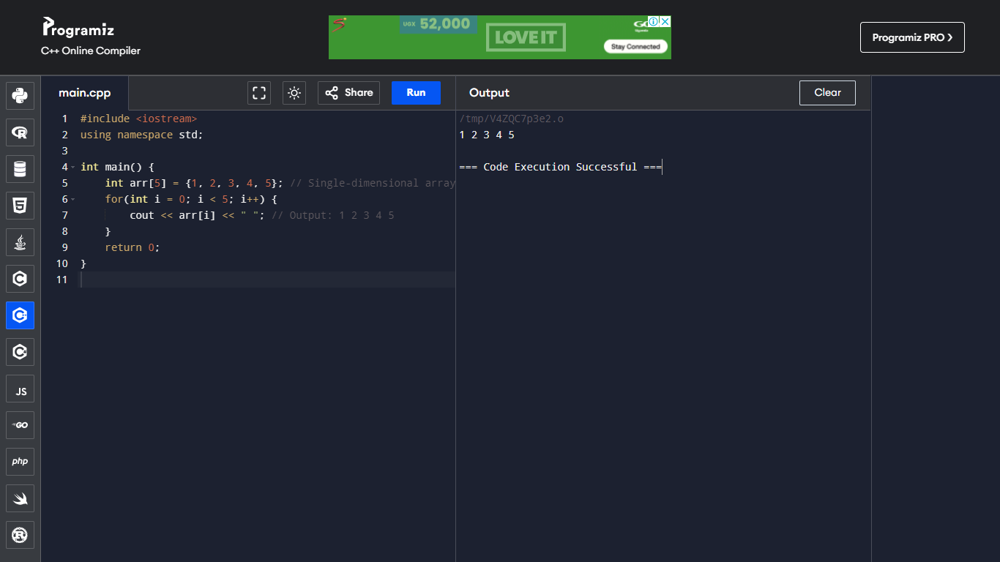 Programiz
C++ Online Compiler
UGX 52,000
LOVE IT
Stay Connected
Programiz PRO
main.cpp
Share
Run
Output
Clear
1 #include <iostream>
2 using namespace std;
3
4 int main() {
5     int arr[5] = {1, 2, 3, 4, 5}; // Single-dimensional array
6     for(int i = 0; i < 5; i++) {
7         cout << arr[i] << " "; // Output: 1 2 3 4 5
8     }
9     return 0;
10 }
11
/tmp/V4ZQC7p3e2.o
1 2 3 4 5
=== Code Execution Successful ===
R
5
C
C
C
JS
GO
php
R